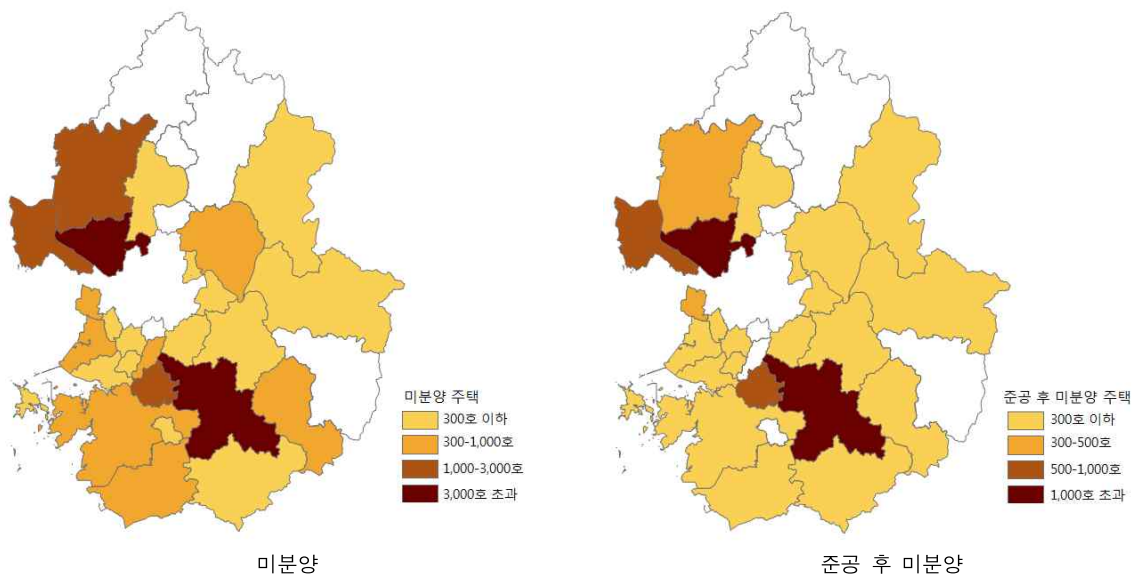 미분양 주택
300호 이하
300-1,000호
1,000-3,000호
3,000호 초과
미분양
준공 후 미분양 주택
300호 이하
300-500호
500-1,000호
1,000호 초과
준공 후 미분양